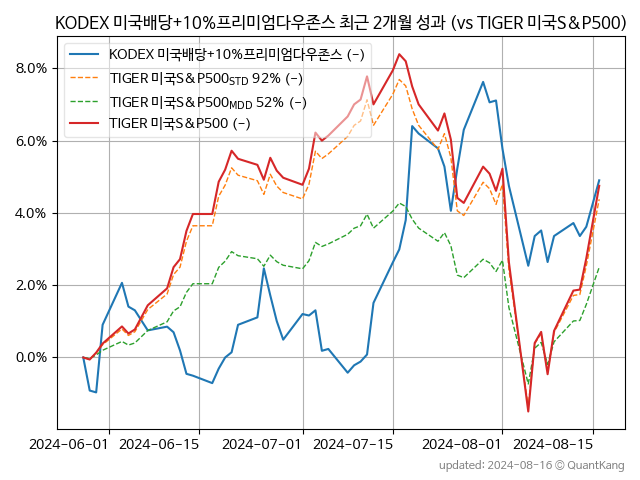 KODEX 미국배당+10%프리미엄다우존스 최근 2개월 성과 (vs TIGER 미국S&P500)
KODEX 미국배당+10%프리미엄다우존스 (-)
TIGER 미국S&P500STD 92% (-)
TIGER 미국S&P500MDD 52% (-)
TIGER 미국S&P500 (-)
8.0%
6.0%
4.0%
2.0%
0.0%
2024-06-01 2024-06-15 2024-07-01 2024-07-15 2024-08-01 2024-08-15
updated: 2024-08-16 © QuantKang